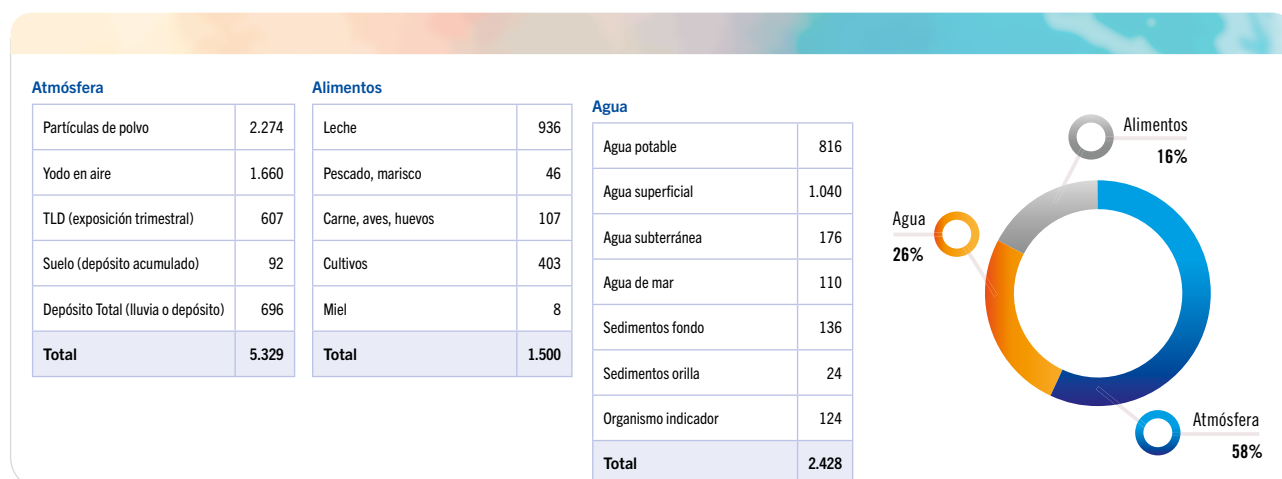 Atmósfera
Partículas de polvo 2.274
Yodo en aire 1.660
TLD (exposición trimestral) 607
Suelo (depósito acumulado) 92
Depósito Total (lluvia o depósito) 696
Total 5.329
Alimentos
Leche 936
Pescado, marisco 46
Carne, aves, huevos 107
Cultivos 403
Miel 8
Total 1.500
Agua
Agua potable 816
Agua superficial 1.040
Agua subterránea 176
Agua de mar 110
Sedimentos fondo 136
Sedimentos orilla 24
Organismo indicador 124
Total 2.428
Alimentos
16%
Agua
26%
Atmósfera
58%